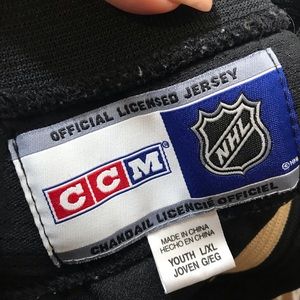 OFFICIAL LICENSED JERSEY
CCM
NHL
CHANDAIL LICENCIÉ OFFICIEL
MADE IN CHINA
HECHO EN CHINA
YOUTH L/XL
JOVEN G/EG